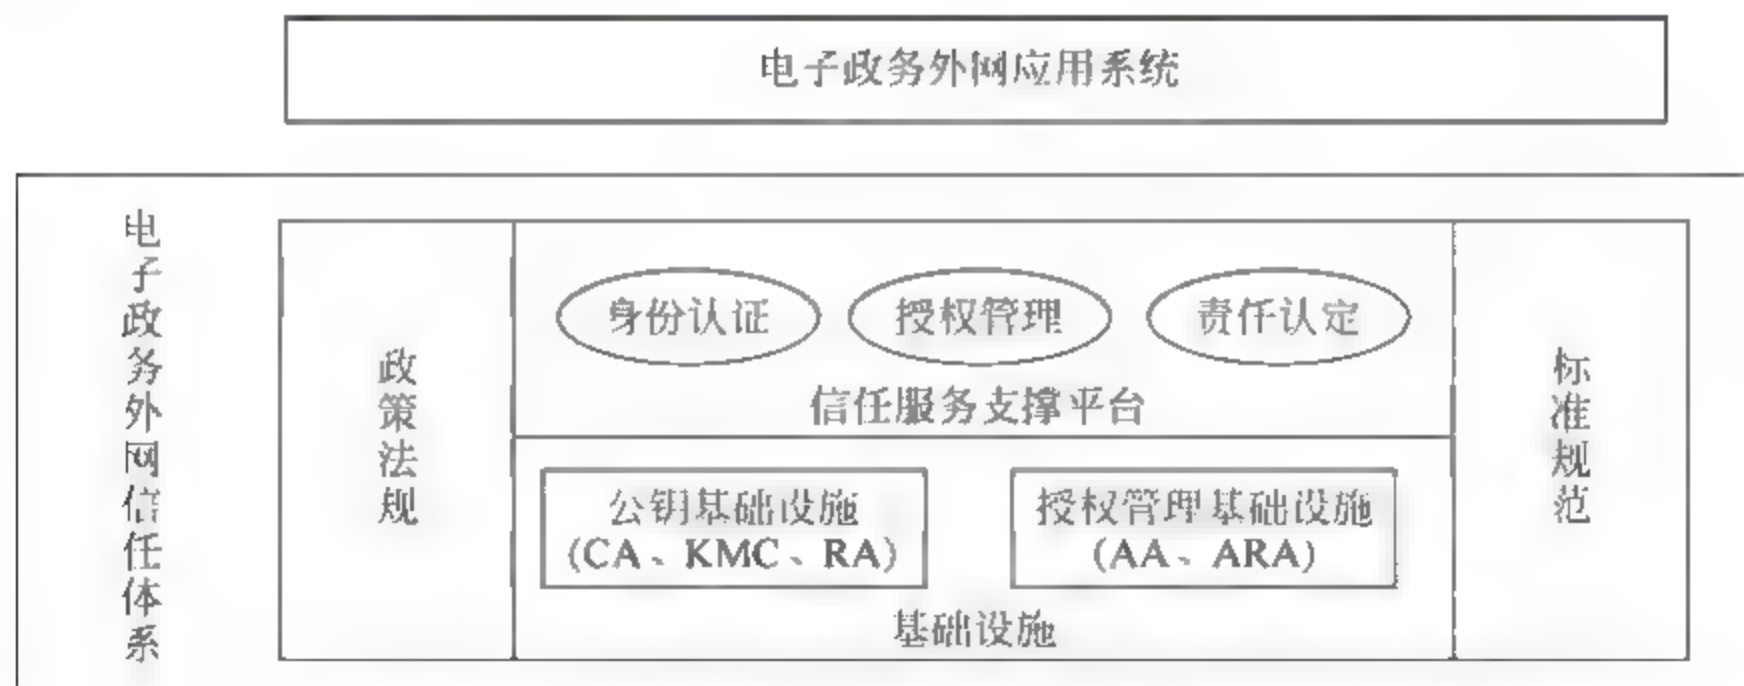 电子政务外网应用系统
电子政务外网信任体系
政策法规
身份认证
授权管理
责任认定
信任服务支撑平台
公钥基础设施
(CA、KMC、RA)
授权管理基础设施
(AA、ARA)
基础设施
标准规范